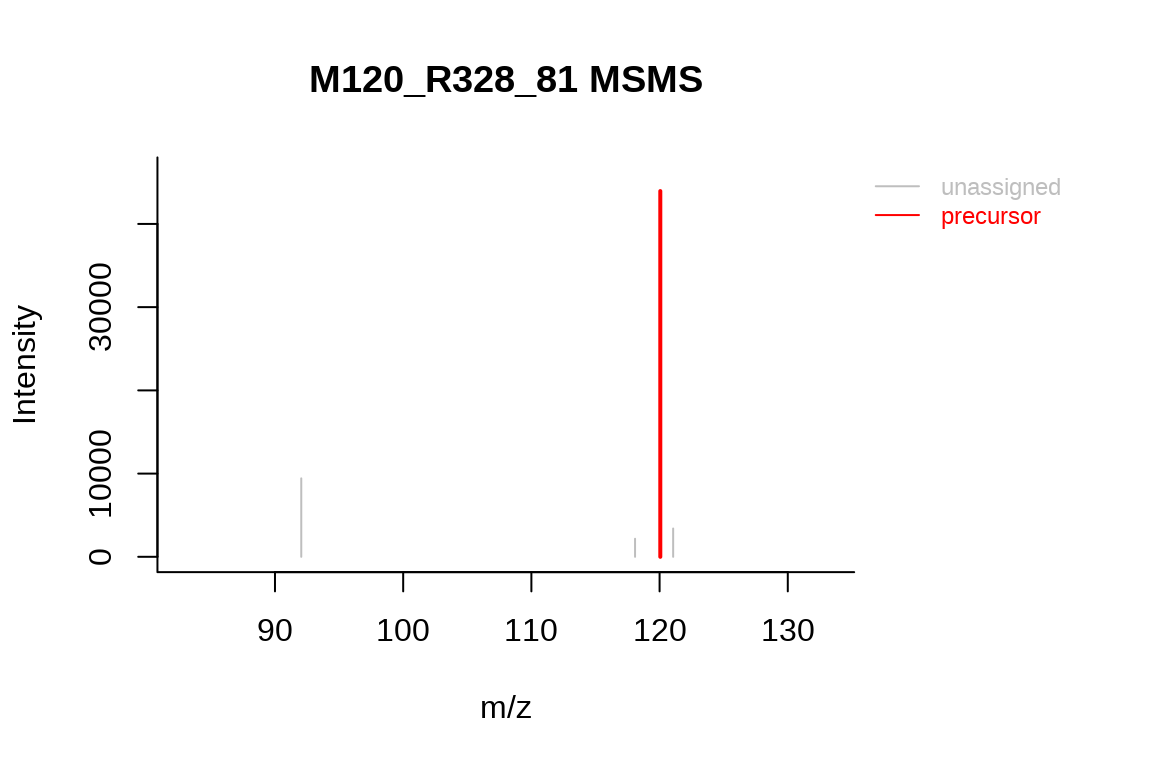 M120_R328_81 MSMS
unassigned
precursor
Intensity
30000
10000
0
90 100 110 120 130
m/z